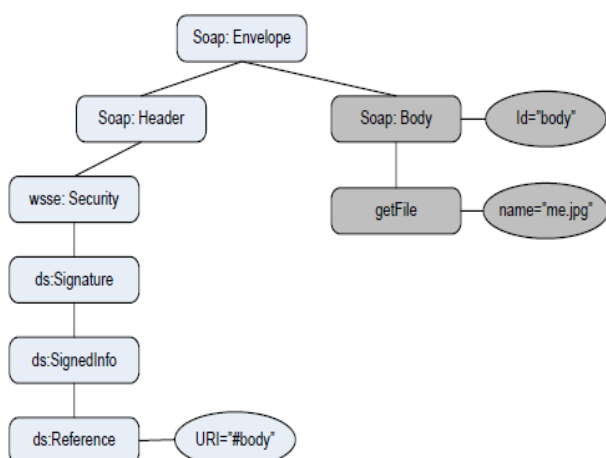 Soap: Envelope
Soap: Header
Soap: Body
Id="body"
wsse: Security
getFile
name="me.jpg"
ds:Signature
ds:SignedInfo
ds:Reference
URI="#body"